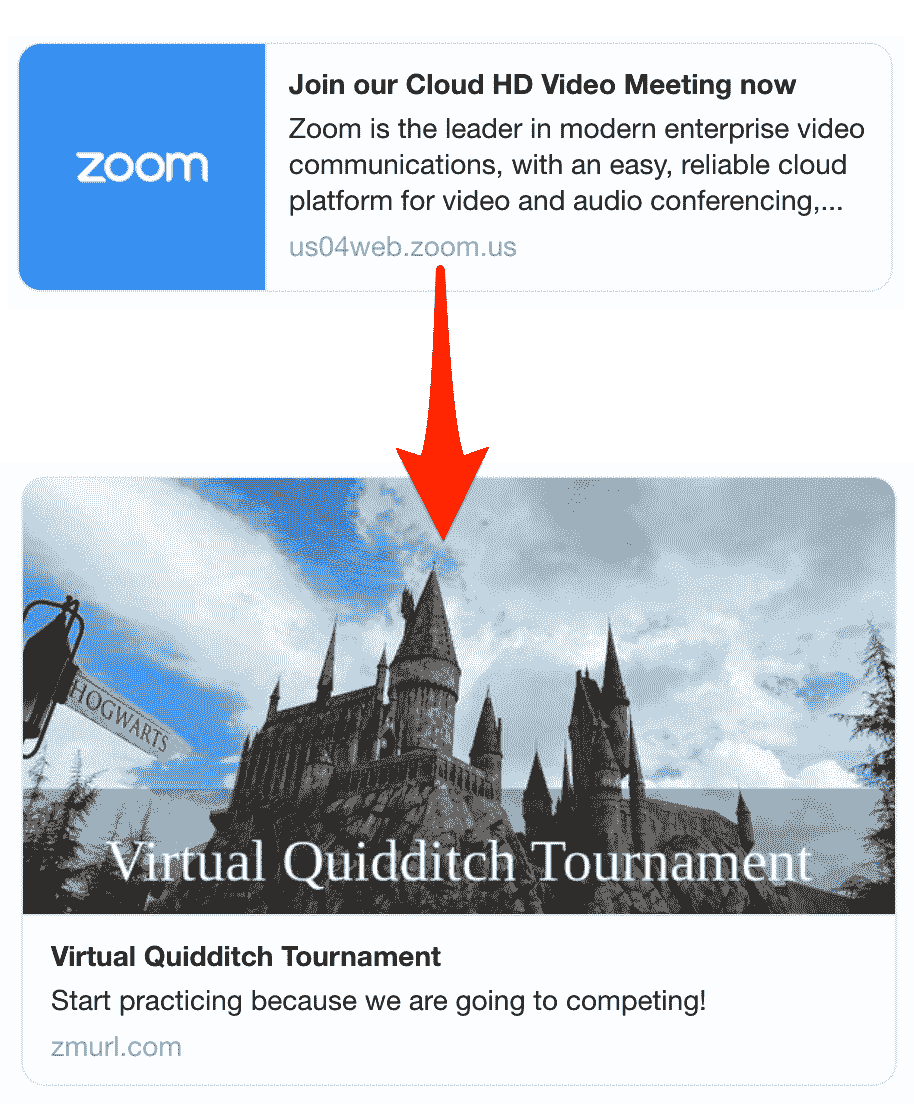 zoom
Join our Cloud HD Video Meeting now
Zoom is the leader in modern enterprise video
communications, with an easy, reliable cloud
platform for video and audio conferencing,...
us04web.zoom.us
HOGWARTS
Virtual Quidditch Tournament
Virtual Quidditch Tournament
Start practicing because we are going to competing!
zmurl.com